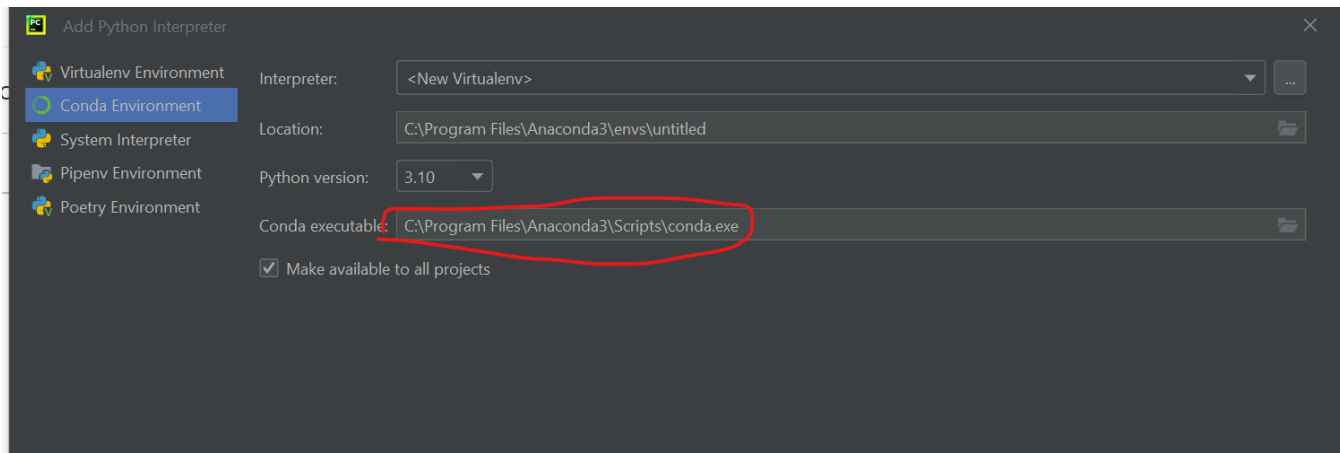 PC Add Python Interpreter
Virtualenv Environment
Conda Environment
System Interpreter
Pipenv Environment
Poetry Environment
Interpreter: <New Virtualenv> ...
Location: C:\Program Files\Anaconda3\envs\untitled
Python version: 3.10
Conda executable: C:\Program Files\Anaconda3\Scripts\conda.exe
Make available to all projects